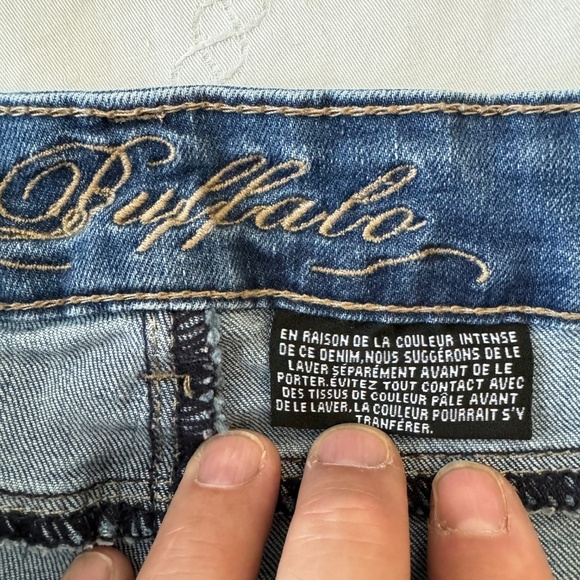 Buffalo
EN RAISON DE LA COULEUR INTENSE
DE CE DENIM, NOUS SUGGÉRONS DE LE
LAVER SÉPARÉMENT AVANT DE LE
PORTER. ÉVITEZ TOUT CONTACT AVEC
DES TISSUS DE COULEUR PÂLE AVANT
DE LE LAVER, LA COULEUR POURRAIT S'Y
TRANFÉRER.